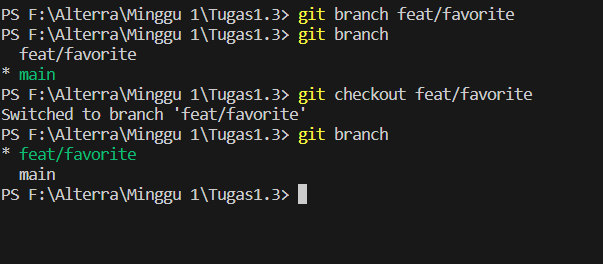 PS F:\Alterra\Minggu 1\Tugas1.3> git branch feat/favorite
PS F:\Alterra\Minggu 1\Tugas1.3> git branch
  feat/favorite
* main
PS F:\Alterra\Minggu 1\Tugas1.3> git checkout feat/favorite
Switched to branch 'feat/favorite'
PS F:\Alterra\Minggu 1\Tugas1.3> git branch
* feat/favorite
  main
PS F:\Alterra\Minggu 1\Tugas1.3>